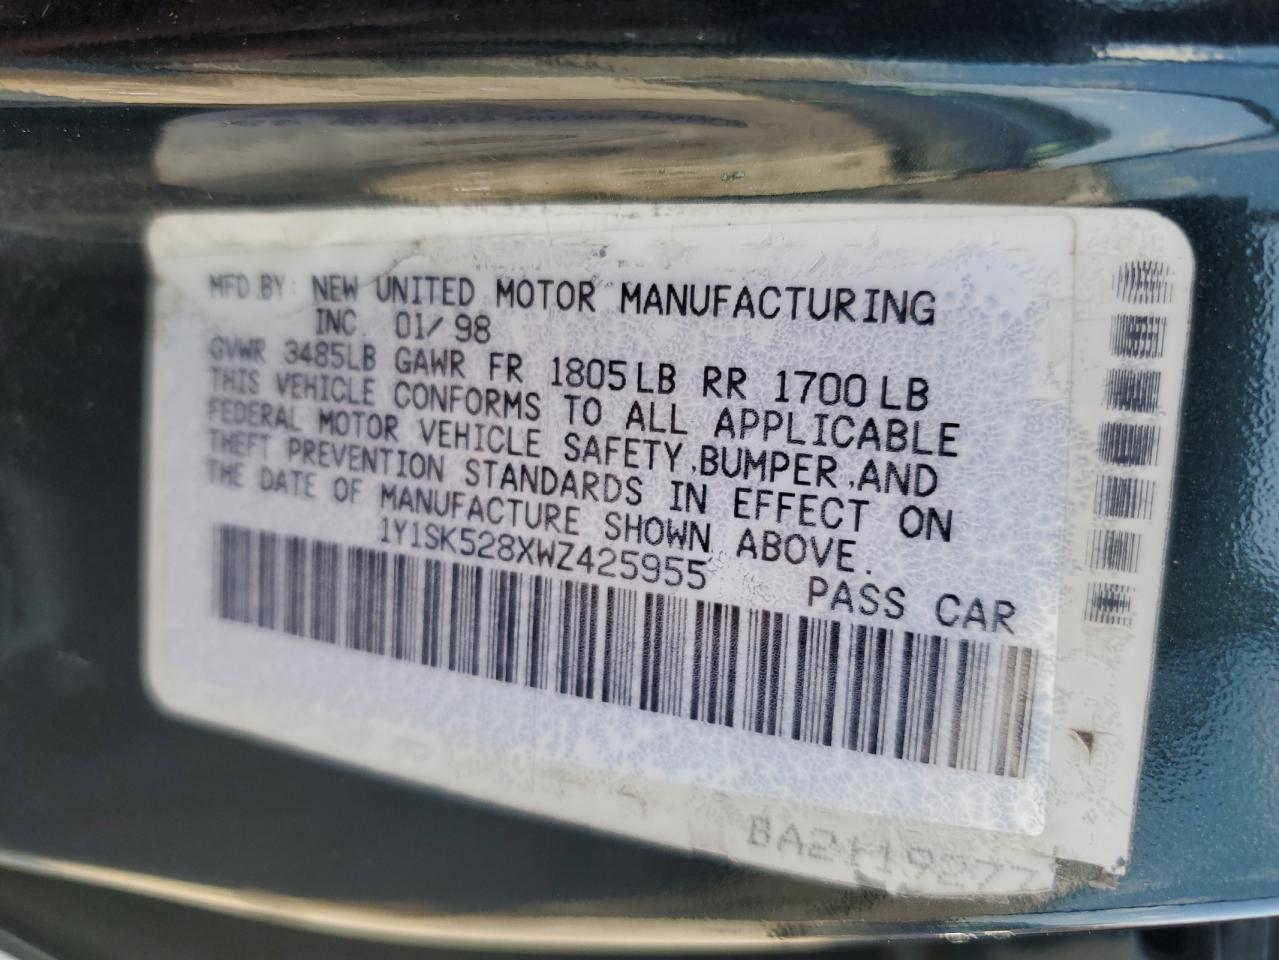 MFD.BY: NEW UNITED MOTOR MANUFACTURING
INC. 01/98
GVWR 3485LB GAWR FR 1805LB RR 1700LB
THIS VEHICLE CONFORMS TO ALL APPLICABLE
FEDERAL MOTOR VEHICLE SAFETY,BUMPER,AND
THEFT PREVENTION STANDARDS IN EFFECT ON
THE DATE OF MANUFACTURE SHOWN ABOVE.
1Y1SK528XWZ425955 PASS CAR
BA2119277